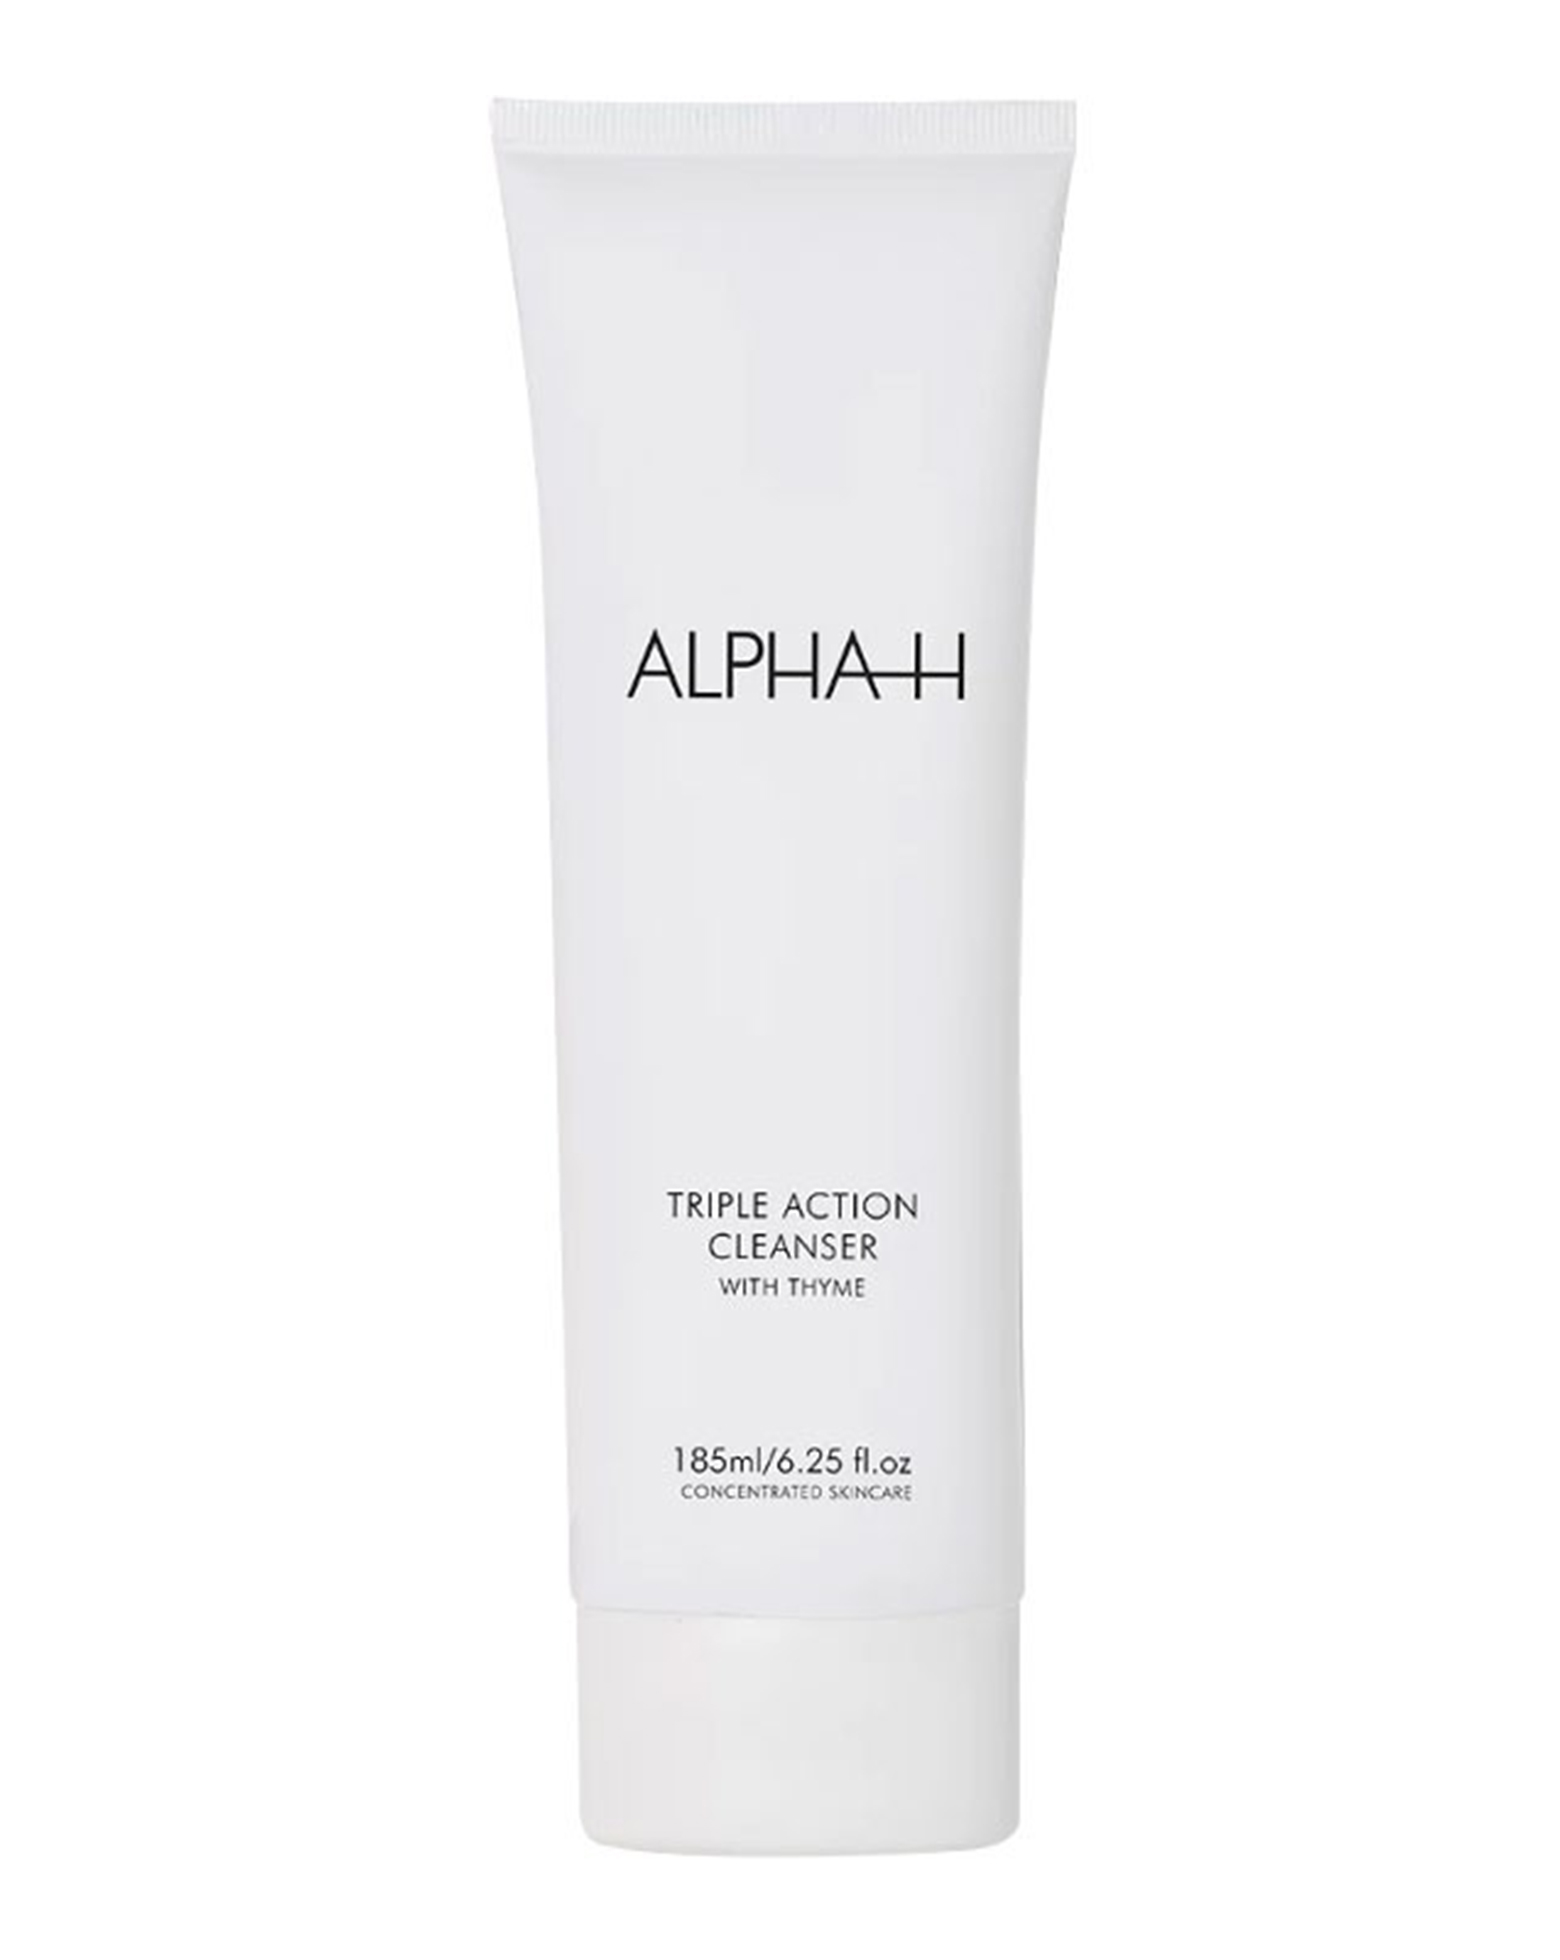 ALPHA-H
TRIPLE ACTION
CLEANSER
WITH THYME
185ml/6.25 fl.oz
CONCENTRATED SKINCARE